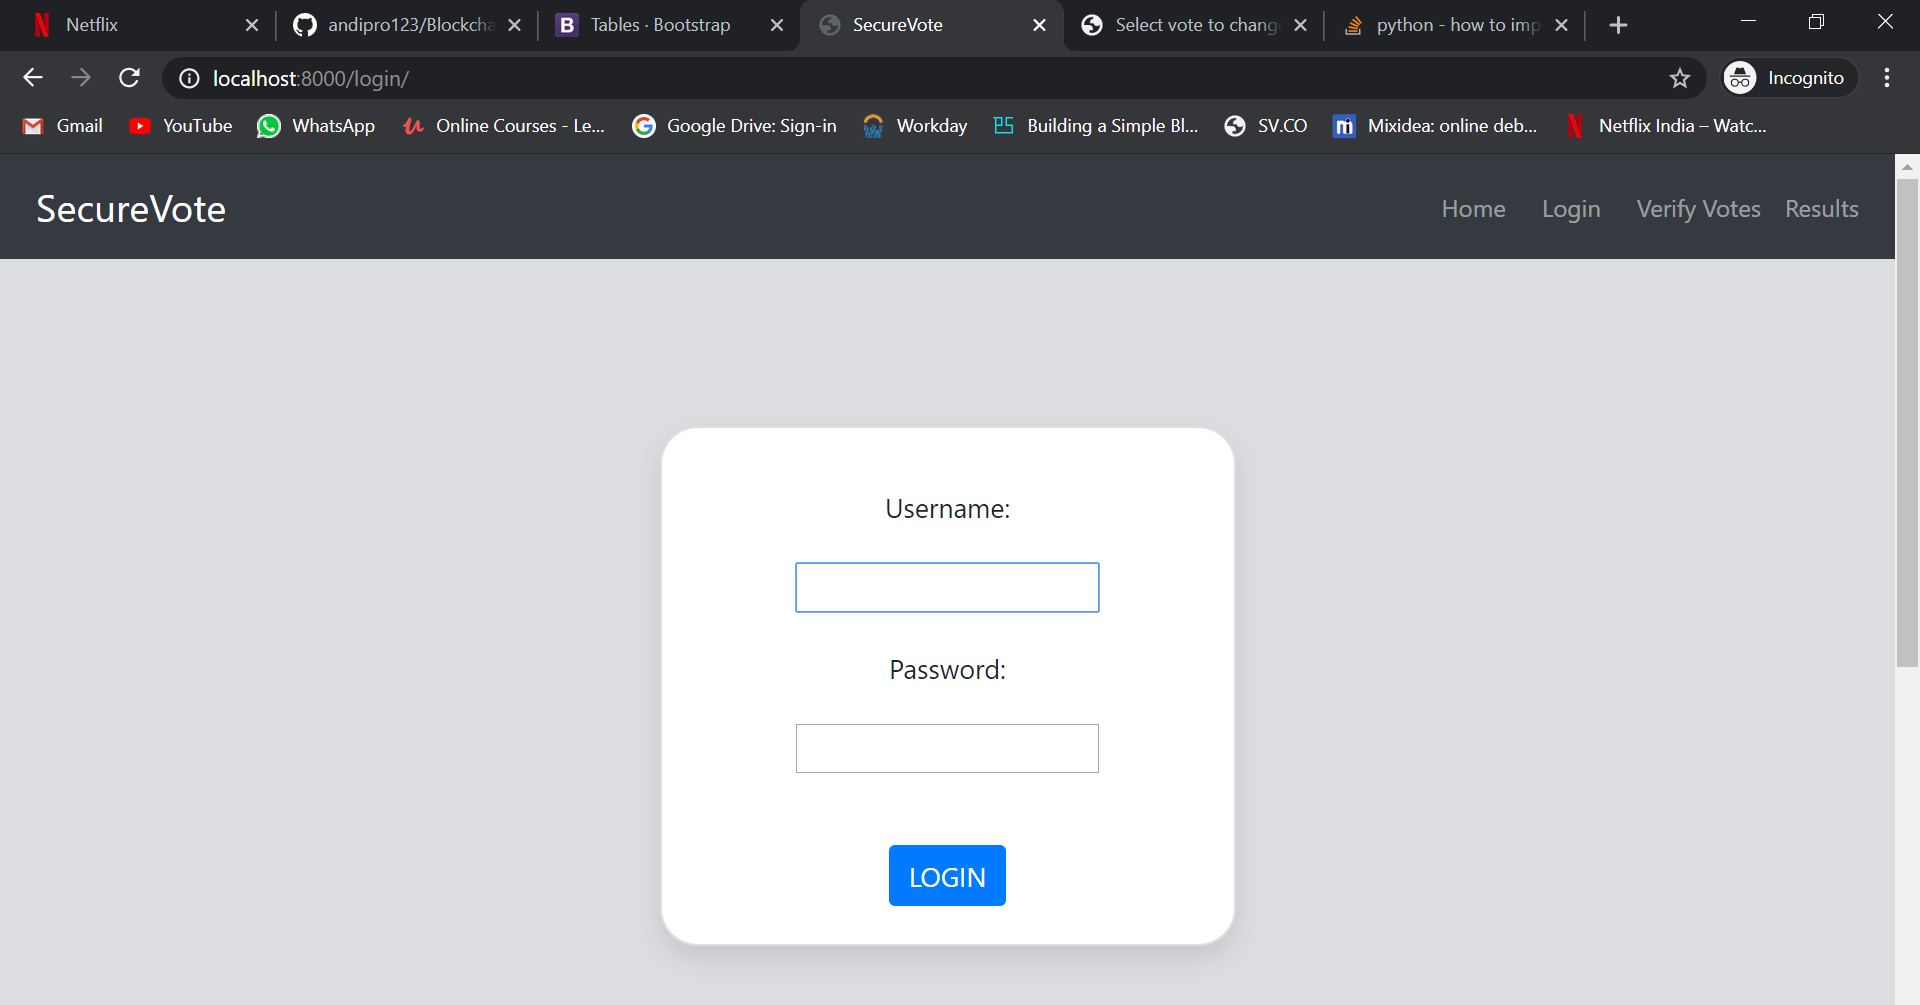 Netflix
andipro123/Blockcha
Tables · Bootstrap
SecureVote
Select vote to chang
python - how to imp
localhost:8000/login/
Incognito
Gmail
YouTube
WhatsApp
Online Courses - Le...
Google Drive: Sign-in
Workday
Building a Simple Bl...
SV.CO
Mixidea: online deb...
Netflix India – Watc...
SecureVote
Home
Login
Verify Votes
Results
Username:
Password:
LOGIN